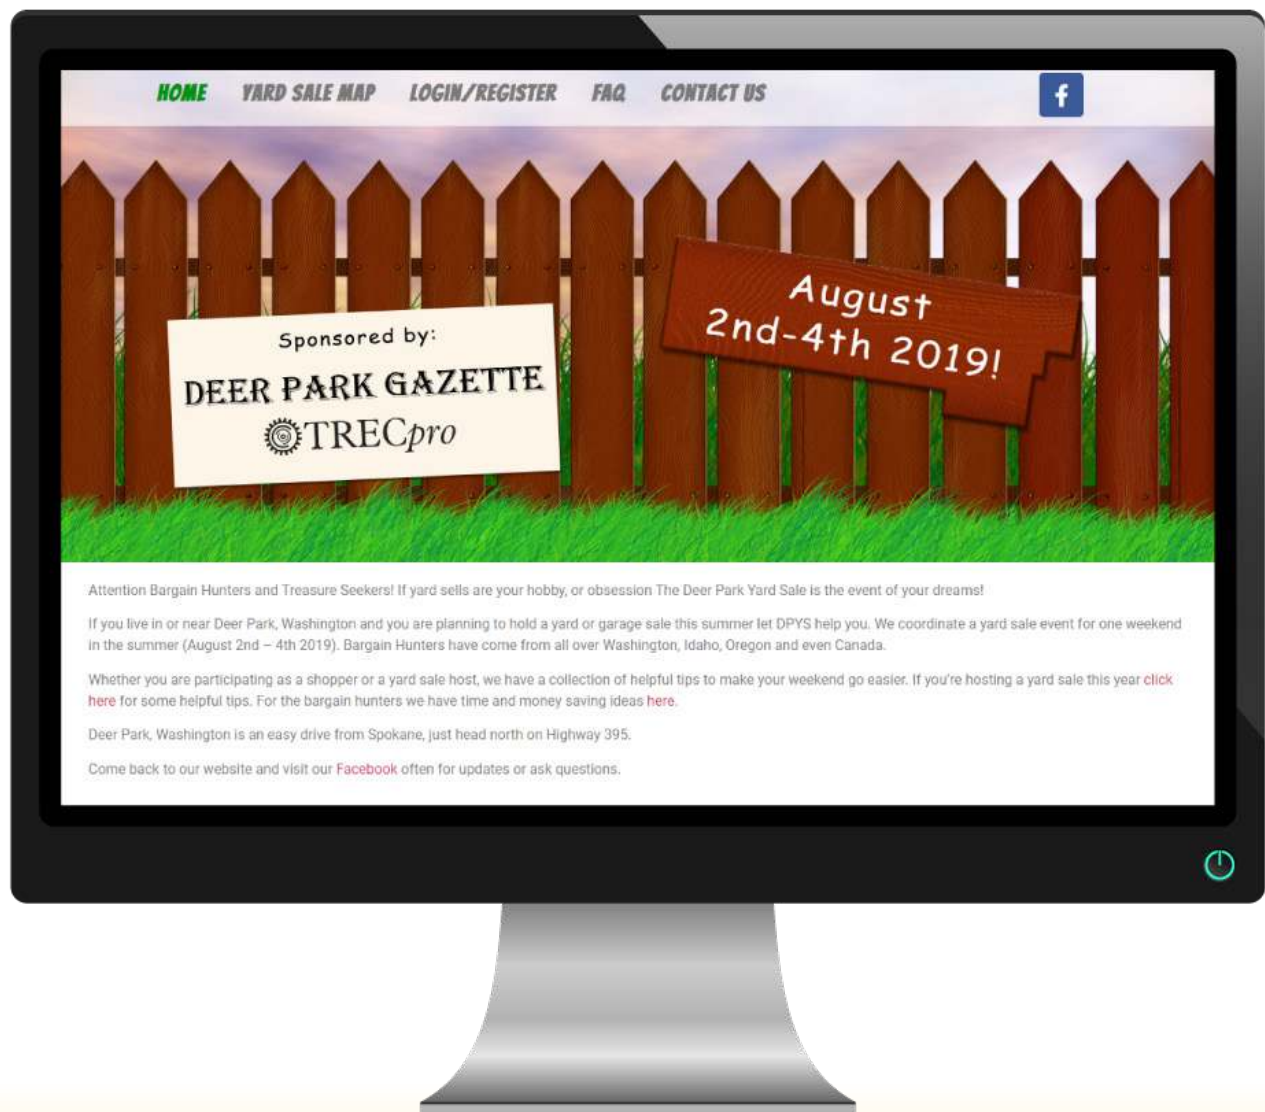 HOME YARD SALE MAP LOGIN/REGISTER FAQ CONTACT US f
August
2nd-4th 2019!
Sponsored by:
DEER PARK GAZETTE
TRECpro
Attention Bargain Hunters and Treasure Seekers! If yard sells are your hobby, or obsession The Deer Park Yard Sale is the event of your dreams!
If you live in or near Deer Park, Washington and you are planning to hold a yard or garage sale this summer let DPYS help you. We coordinate a yard sale event for one weekend
in the summer (August 2nd – 4th 2019). Bargain Hunters have come from all over Washington, Idaho, Oregon and even Canada.
Whether you are participating as a shopper or a yard sale host, we have a collection of helpful tips to make your weekend go easier. If you're hosting a yard sale this year click
here for some helpful tips. For the bargain hunters we have time and money saving ideas here.
Deer Park, Washington is an easy drive from Spokane, just head north on Highway 395.
Come back to our website and visit our Facebook often for updates or ask questions.